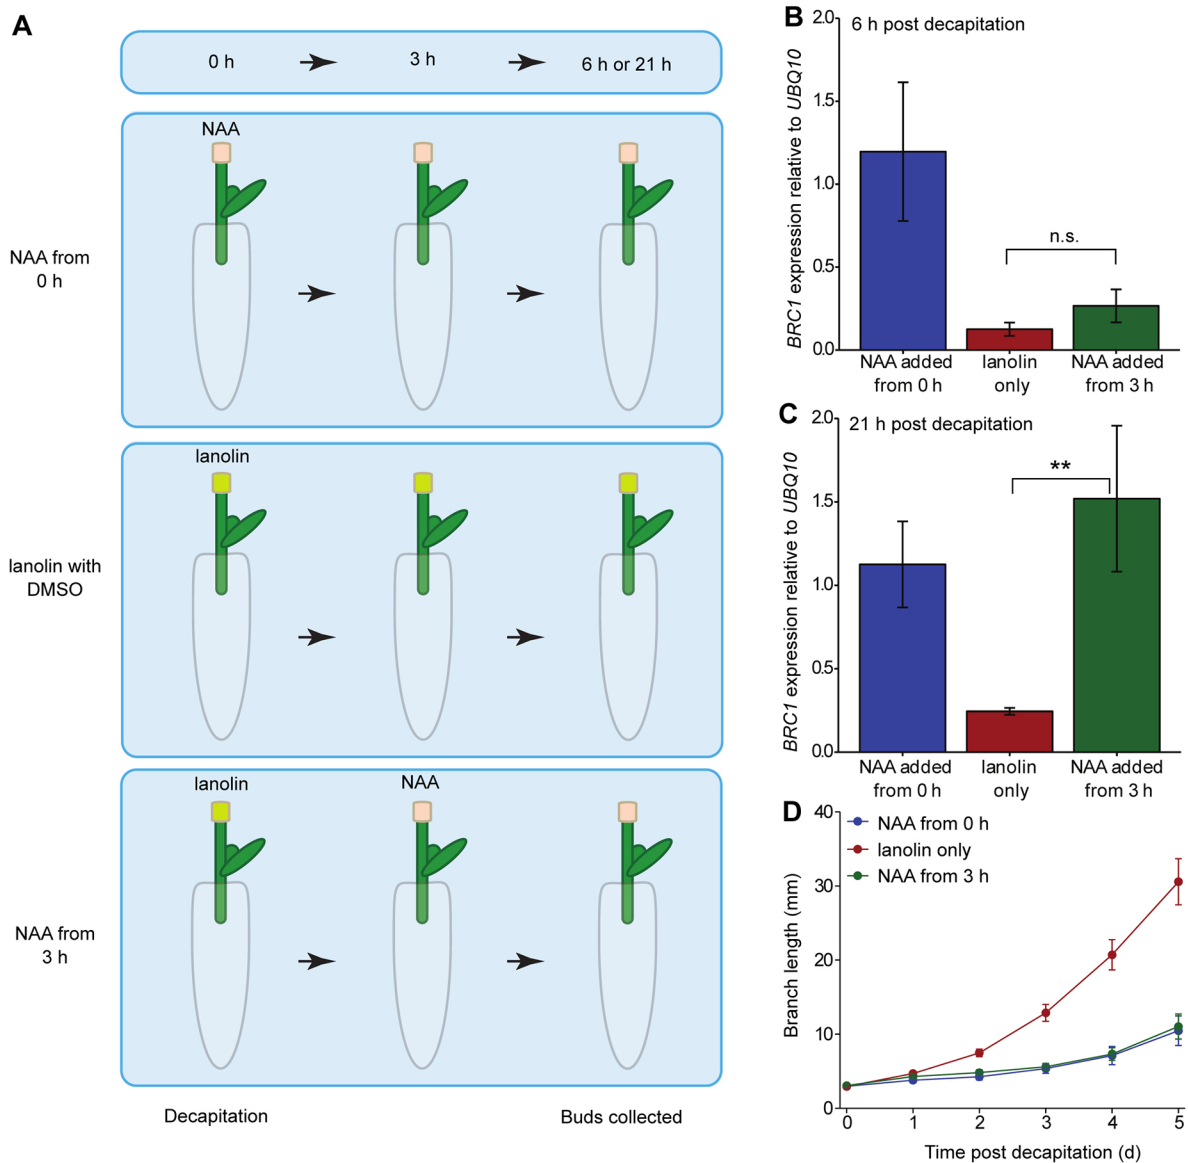 A
0 h
3 h
6 h or 21 h
NAA
NAA from
0 h
lanolin
lanolin with
DMSO
lanolin
NAA
NAA from
3 h
Decapitation
Buds collected
B
6 h post decapitation
BRC1 expression relative to UBQ10
2.0
1.5
1.0
0.5
0.0
n.s.
NAA added
from 0 h
lanolin
only
NAA added
from 3 h
C
21 h post decapitation
BRC1 expression relative to UBQ10
2.0
1.5
1.0
0.5
0.0
**
NAA added
from 0 h
lanolin
only
NAA added
from 3 h
D
NAA from 0 h
lanolin only
NAA from 3 h
Branch length (mm)
40
30
20
10
0
0 1 2 3 4 5
Time post decapitation (d)